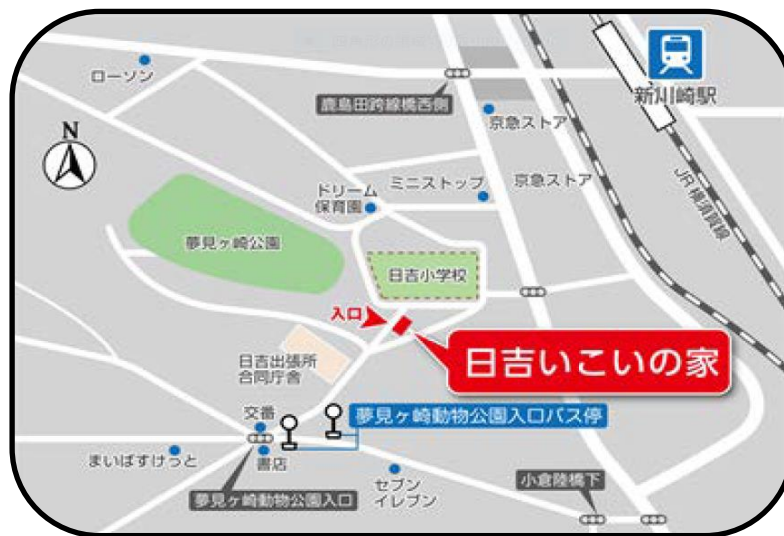 ローソン
N
新川崎駅
鹿島田跨線橋西側
京急ストア
JR 横須賀線
ドリーム
保育園
ミニストップ
京急ストア
夢見ヶ崎公園
日吉小学校
入口
日吉いこいの家
日吉出張所
合同庁舎
交番
夢見ヶ崎動物公園入口バス停
まいばすけっと
書店
夢見ヶ崎動物公園入口
セブン
イレブン
小倉陸橋下